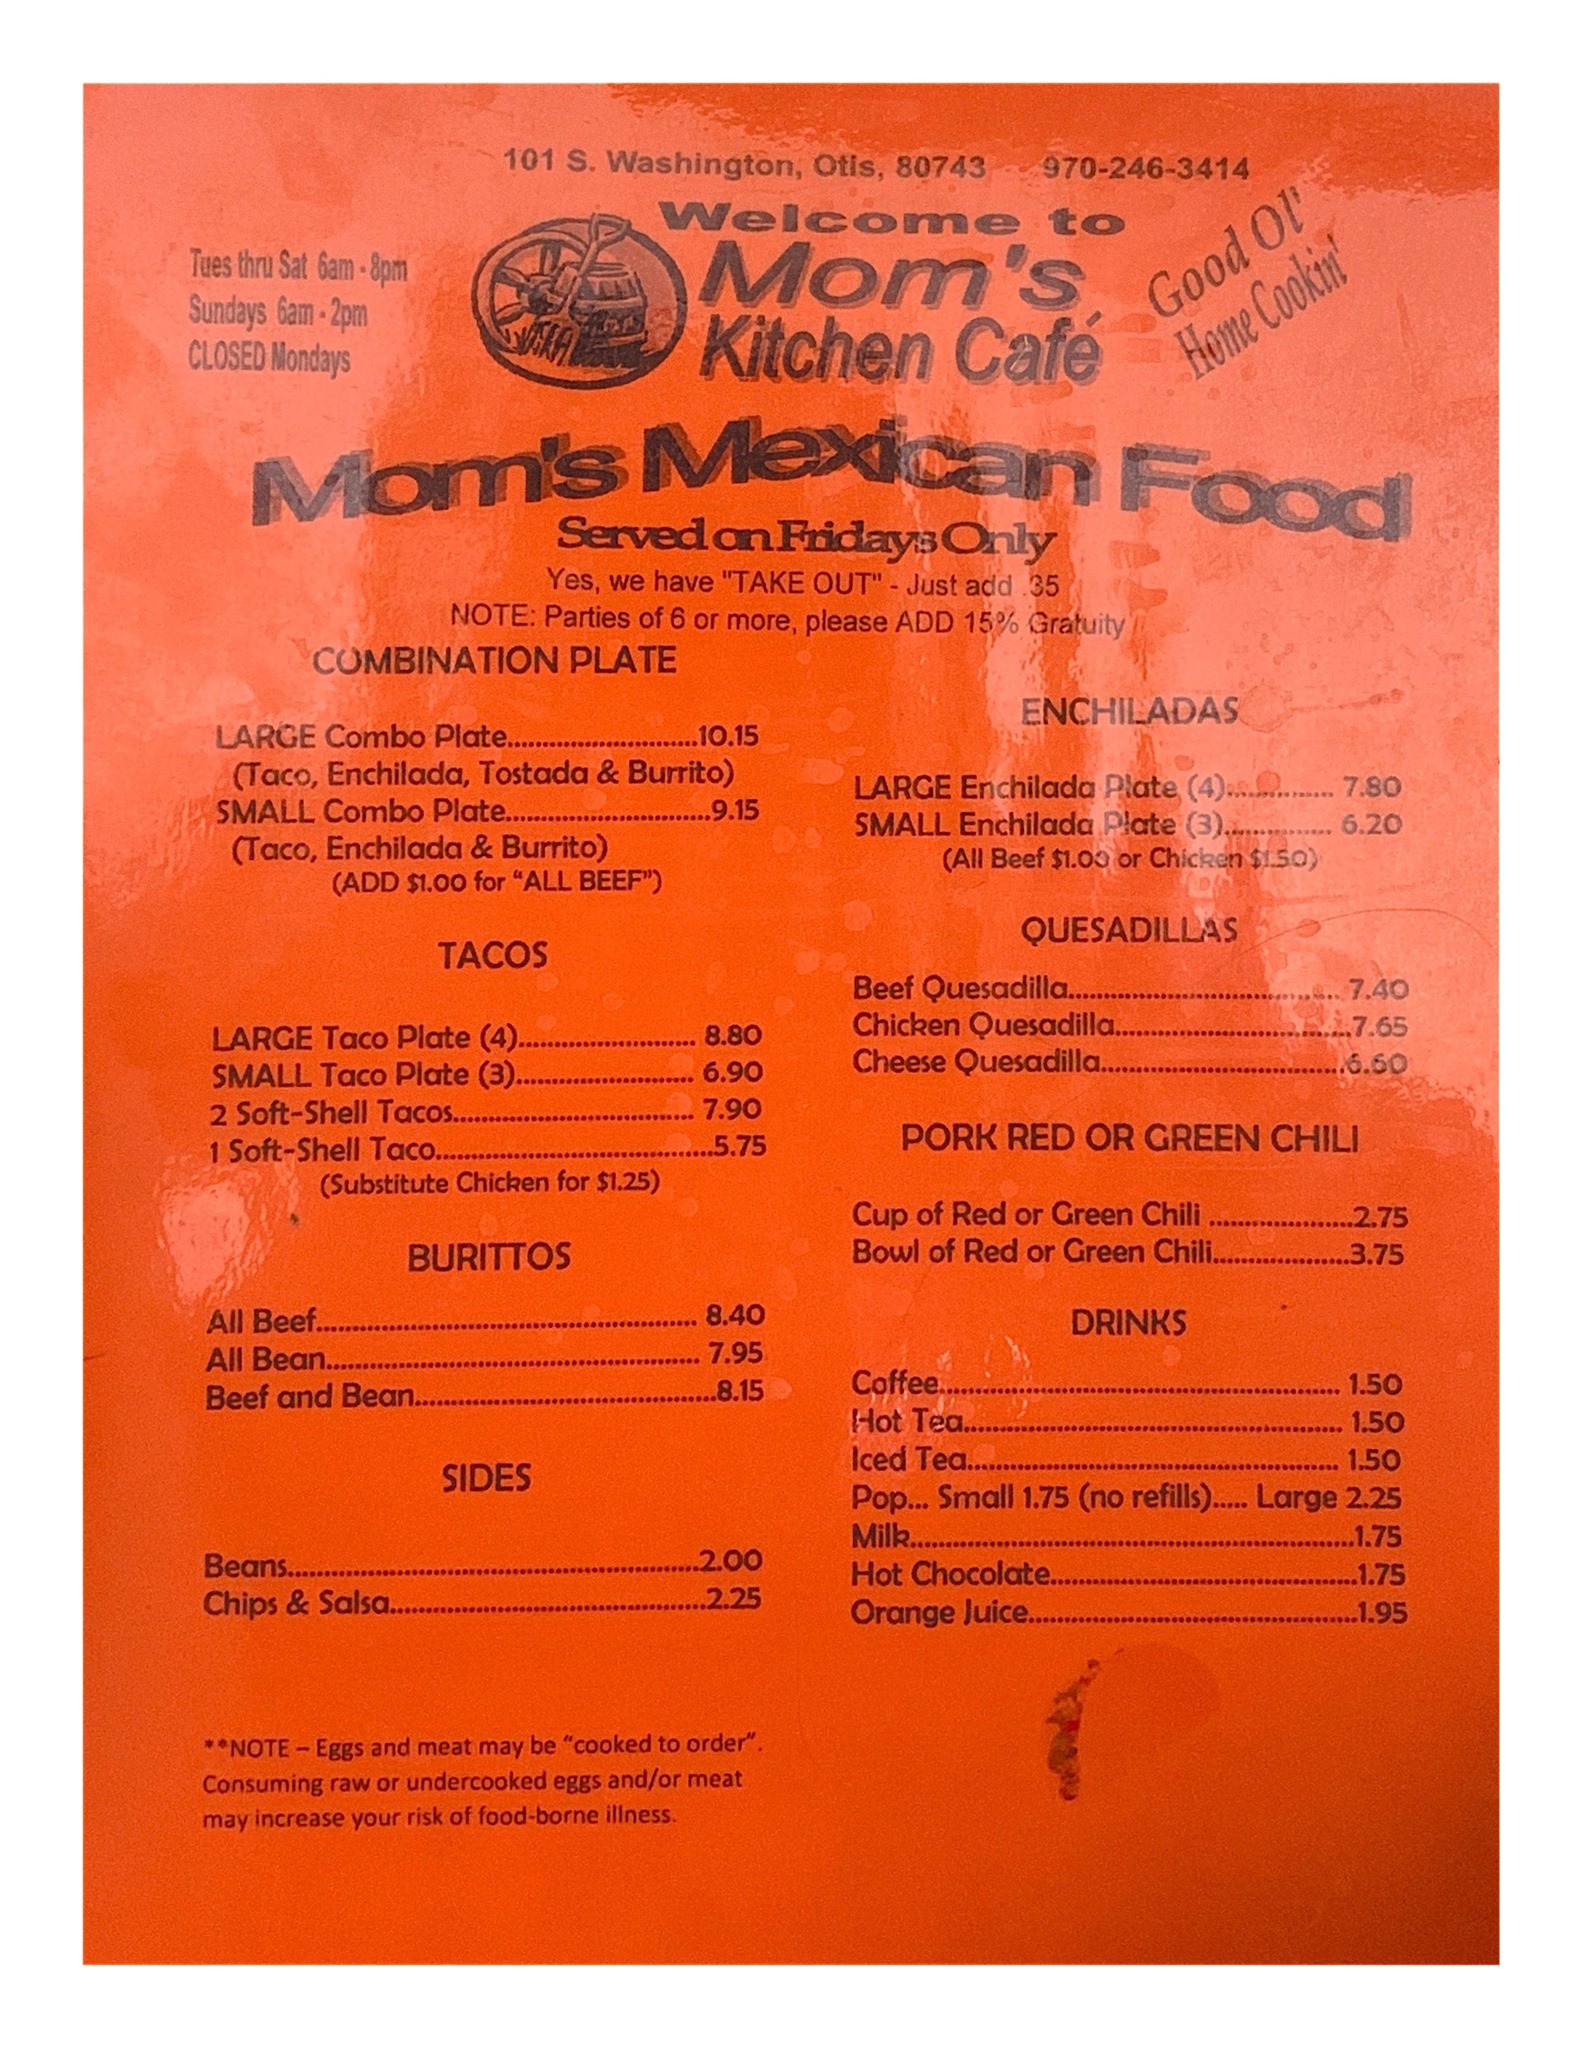 101 S. Washington, Otis, 80743 970-246-3414
Tues thru Sat 6am - 8pm
Sundays 6am - 2pm
CLOSED Mondays
Welcome to
Mom's
Kitchen Café
Good Ol'
Home Cookin'
Mom's Mexican Food
Served on Fridays Only
Yes, we have "TAKE OUT" - Just add .35
NOTE: Parties of 6 or more, please ADD 15% Gratuity
COMBINATION PLATE
LARGE Combo Plate...........................10.15
(Taco, Enchilada, Tostada & Burrito)
SMALL Combo Plate.............................9.15
(Taco, Enchilada & Burrito)
(ADD $1.00 for “ALL BEEF”)
TACOS
LARGE Taco Plate (4)......................... 8.80
SMALL Taco Plate (3)......................... 6.90
2 Soft-Shell Tacos.................................. 7.90
1 Soft-Shell Taco.......................................5.75
(Substitute Chicken for $1.25)
BURITTOS
All Beef..................................................... 8.40
All Bean.................................................... 7.95
Beef and Bean..........................................8.15
SIDES
Beans.........................................................2.00
Chips & Salsa............................................2.25
**NOTE – Eggs and meat may be “cooked to order”.
Consuming raw or undercooked eggs and/or meat
may increase your risk of food-borne illness.
ENCHILADAS
LARGE Enchilada Plate (4)............... 7.80
SMALL Enchilada Plate (3)............... 6.20
(All Beef $1.00 or Chicken $1.50)
QUESADILLAS
Beef Quesadilla...................................... 7.40
Chicken Quesadilla.................................7.65
Cheese Quesadilla..................................6.60
PORK RED OR GREEN CHILI
Cup of Red or Green Chili ....................2.75
Bowl of Red or Green Chili...................3.75
DRINKS
Coffee........................................................ 1.50
Hot Tea..................................................... 1.50
Iced Tea.................................................... 1.50
Pop... Small 1.75 (no refills)..... Large 2.25
Milk..............................................................1.75
Hot Chocolate...........................................1.75
Orange Juice..............................................1.95